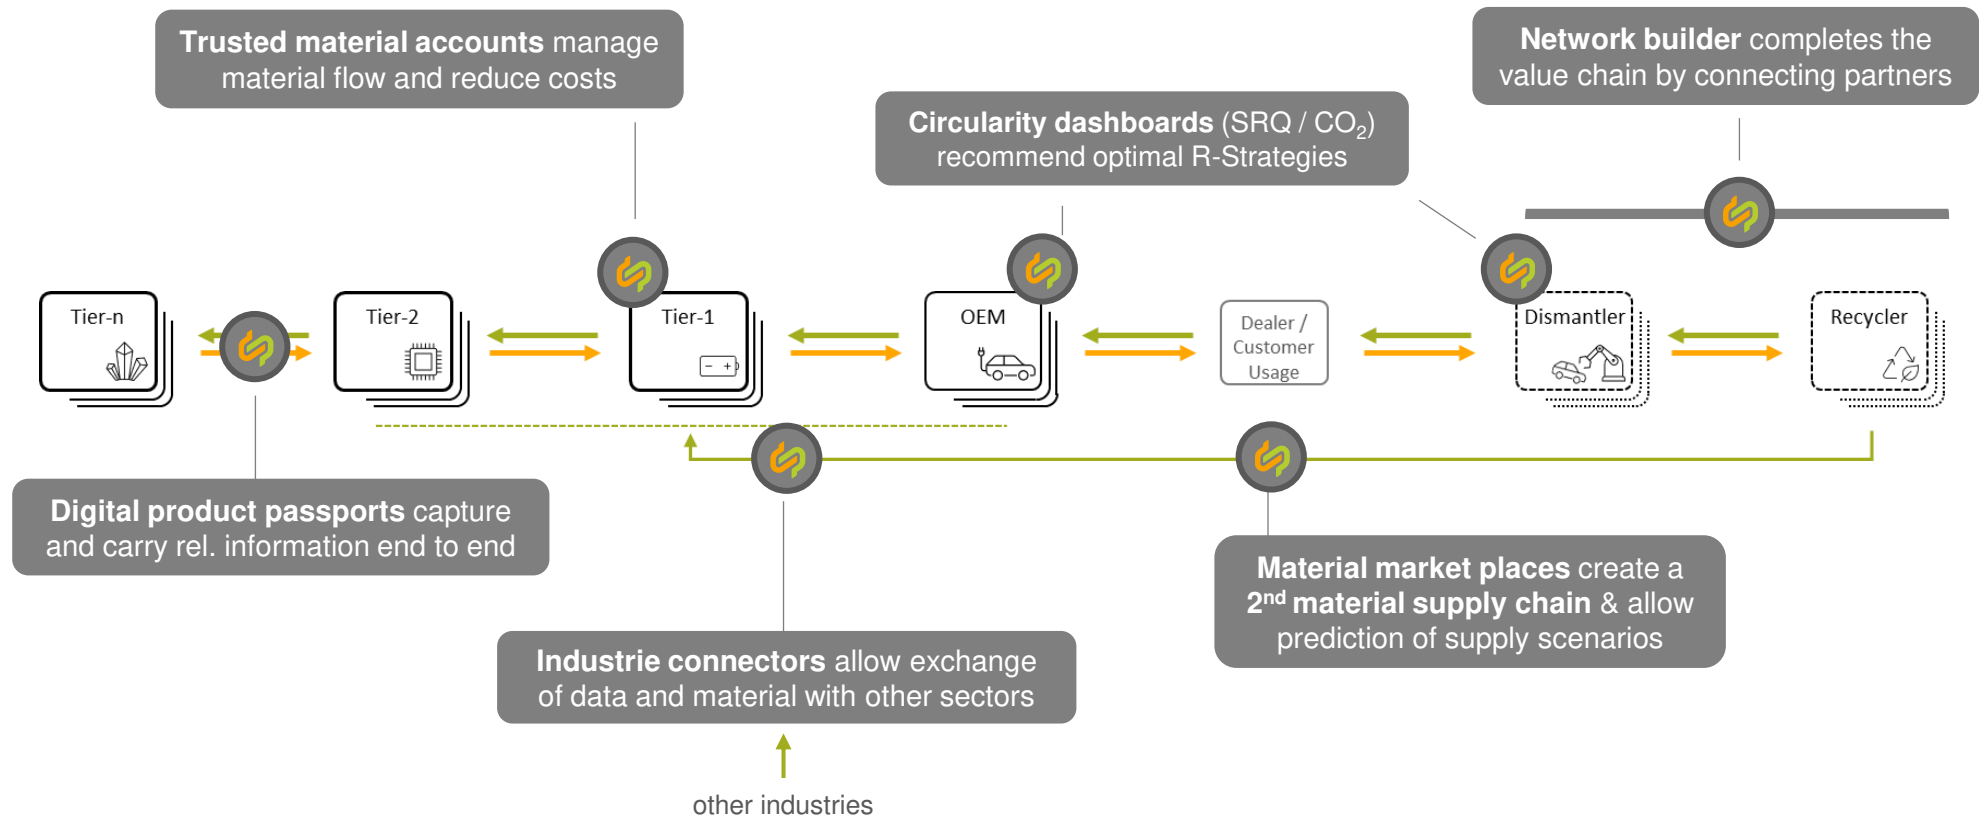 Trusted material accounts manage
material flow and reduce costs
Network builder completes the
value chain by connecting partners
Circularity dashboards (SRQ / CO₂)
recommend optimal R-Strategies
Tier-n
Tier-2
Tier-1
OEM
Dealer /
Customer
Usage
Dismantler
Recycler
Digital product passports capture
and carry rel. information end to end
Material market places create a
2nd material supply chain & allow
prediction of supply scenarios
Industrie connectors allow exchange
of data and material with other sectors
other industries